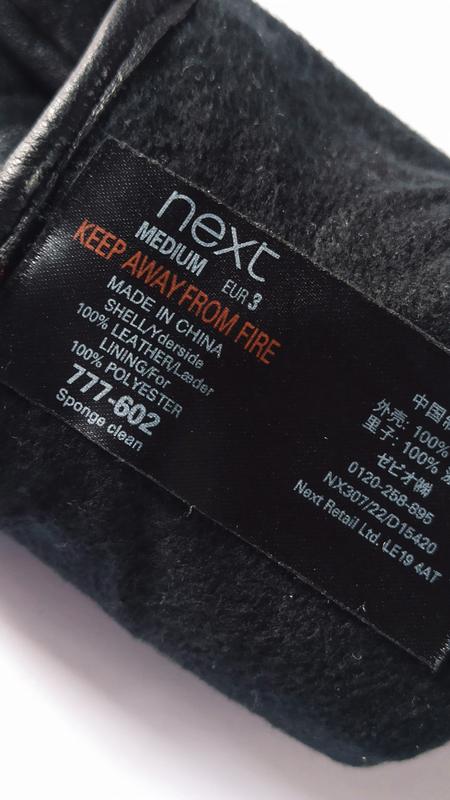 next
MEDIUM EUR 3
KEEP AWAY FROM FIRE
MADE IN CHINA
SHELL/Yderside
100% LEATHER/Læder
LINING/For
100% POLYESTER
777-602
Sponge clean
中国
外壳: 100%
里子: 100%
ゼビオ㈱
0120-258-895
NX307/22/D15420
Next Retail Ltd. LE19 4AT